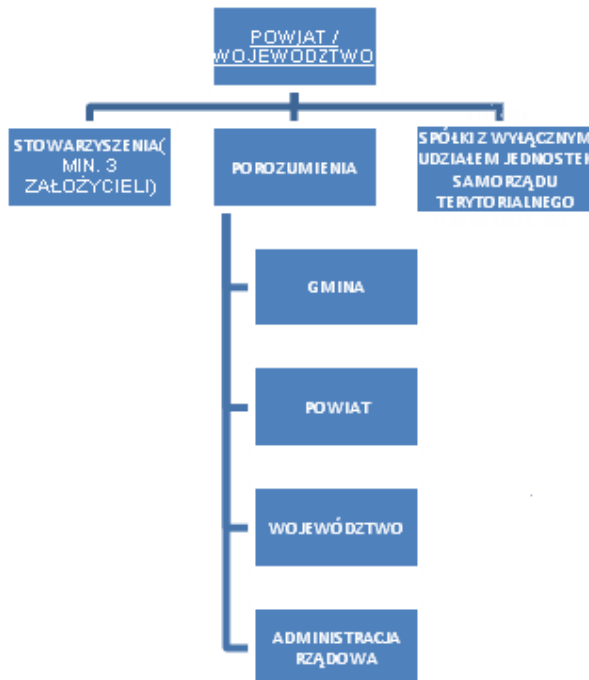 POWIAT /
WOJEWÓDZTWO
STOWARZYSZENIA(
MIN. 3
ZAŁOŻYCIELI)
POROZUMIENIA
SPÓŁKI Z WYŁĄCZNYM
UDZIAŁEM JEDNOSTEK
SAMORZĄDU
TERYTORIALNEGO
GMINA
POWIAT
WOJEWÓDZTWO
ADMINISTRACJA
RZĄDOWA